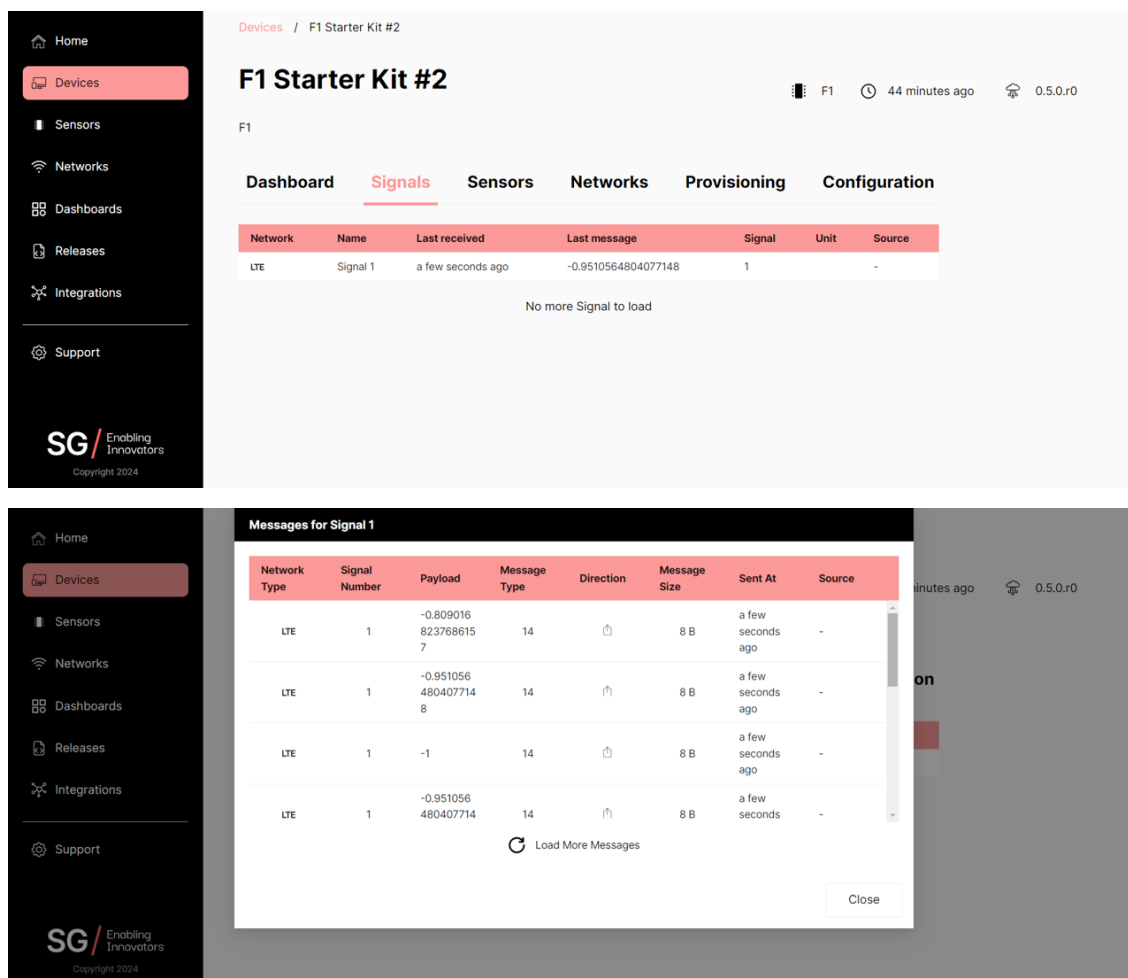 Home
Devices
Sensors
Networks
Dashboards
Releases
Integrations
Support
SG/ Enabling
Innovators
Copyright 2024
Devices / F1 Starter Kit #2
F1 Starter Kit #2
F1 44 minutes ago 0.5.0.r0
F1
Dashboard Signals Sensors Networks Provisioning Configuration
Network Name Last received Last message Signal Unit Source
LTE Signal 1 a few seconds ago -0.9510564804077148 1 -
No more Signal to load
Home
Devices
Sensors
Networks
Dashboards
Releases
Integrations
Support
SG/ Enabling
Innovators
Copyright 2024
inutes ago 0.5.0.r0
on
Messages for Signal 1
Network
Type
Signal
Number
Payload
Message
Type
Direction
Message
Size
Sent At
Source
LTE
1
-0.809016
823768615
7
14
8 B
a few
seconds
ago
-
LTE
1
-0.951056
480407714
8
14
8 B
a few
seconds
ago
-
LTE
1
-1
14
8 B
a few
seconds
ago
-
LTE
1
-0.951056
480407714
14
8 B
a few
seconds
-
Load More Messages
Close